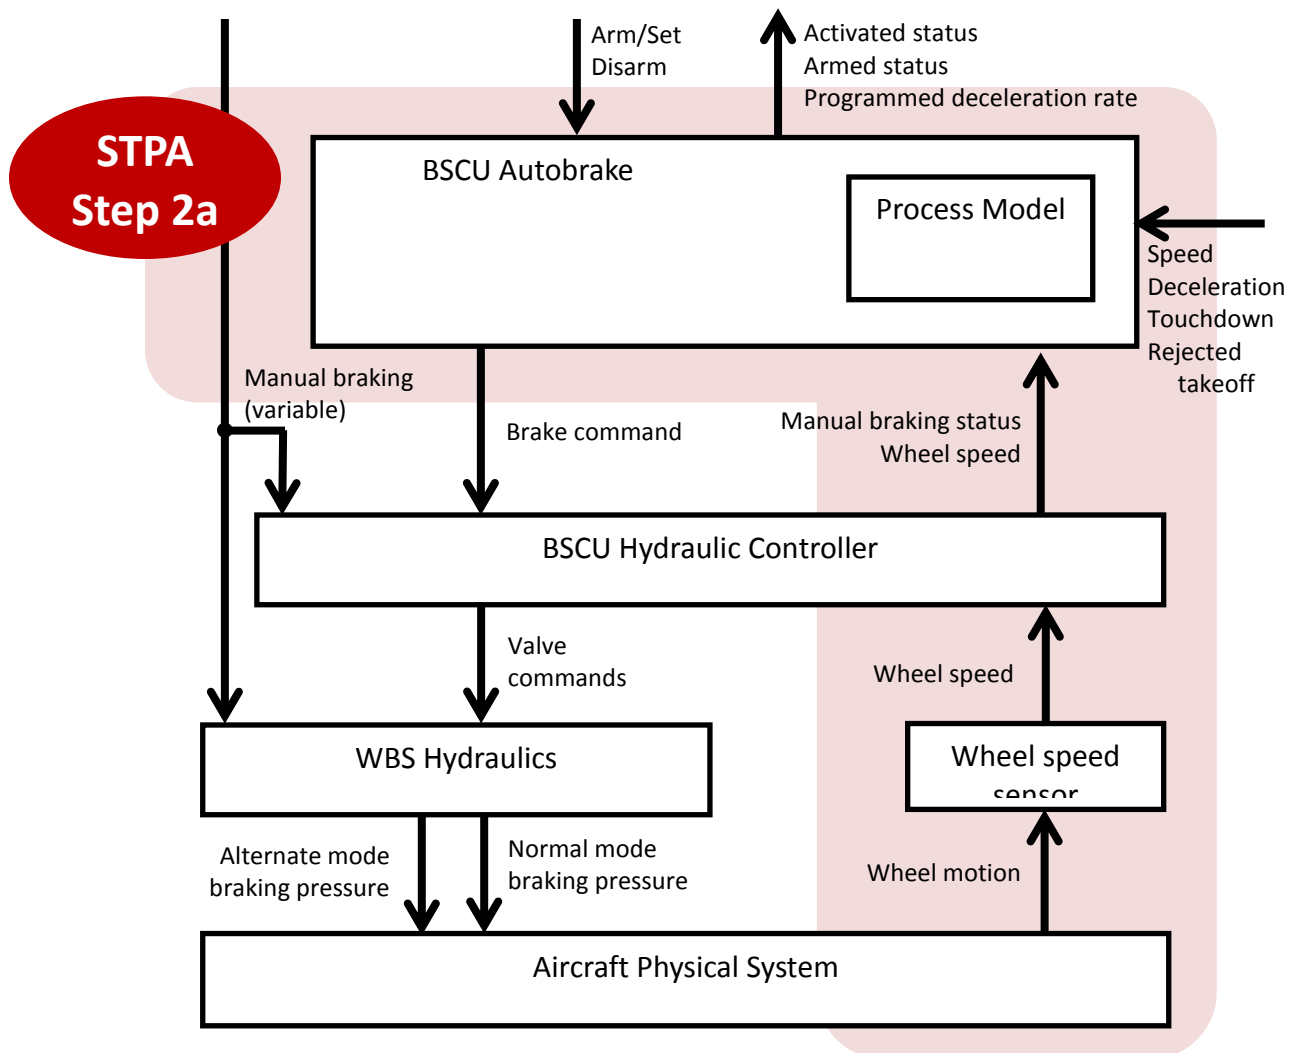 Arm/Set
Disarm
Activated status
Armed status
Programmed deceleration rate
STPA
Step 2a
BSCU Autobrake
Process Model
Speed
Deceleration
Touchdown
Rejected
takeoff
Manual braking
(variable)
Brake command
Manual braking status
Wheel speed
BSCU Hydraulic Controller
Valve
commands
Wheel speed
WBS Hydraulics
Wheel speed
sensor
Alternate mode
braking pressure
Normal mode
braking pressure
Wheel motion
Aircraft Physical System